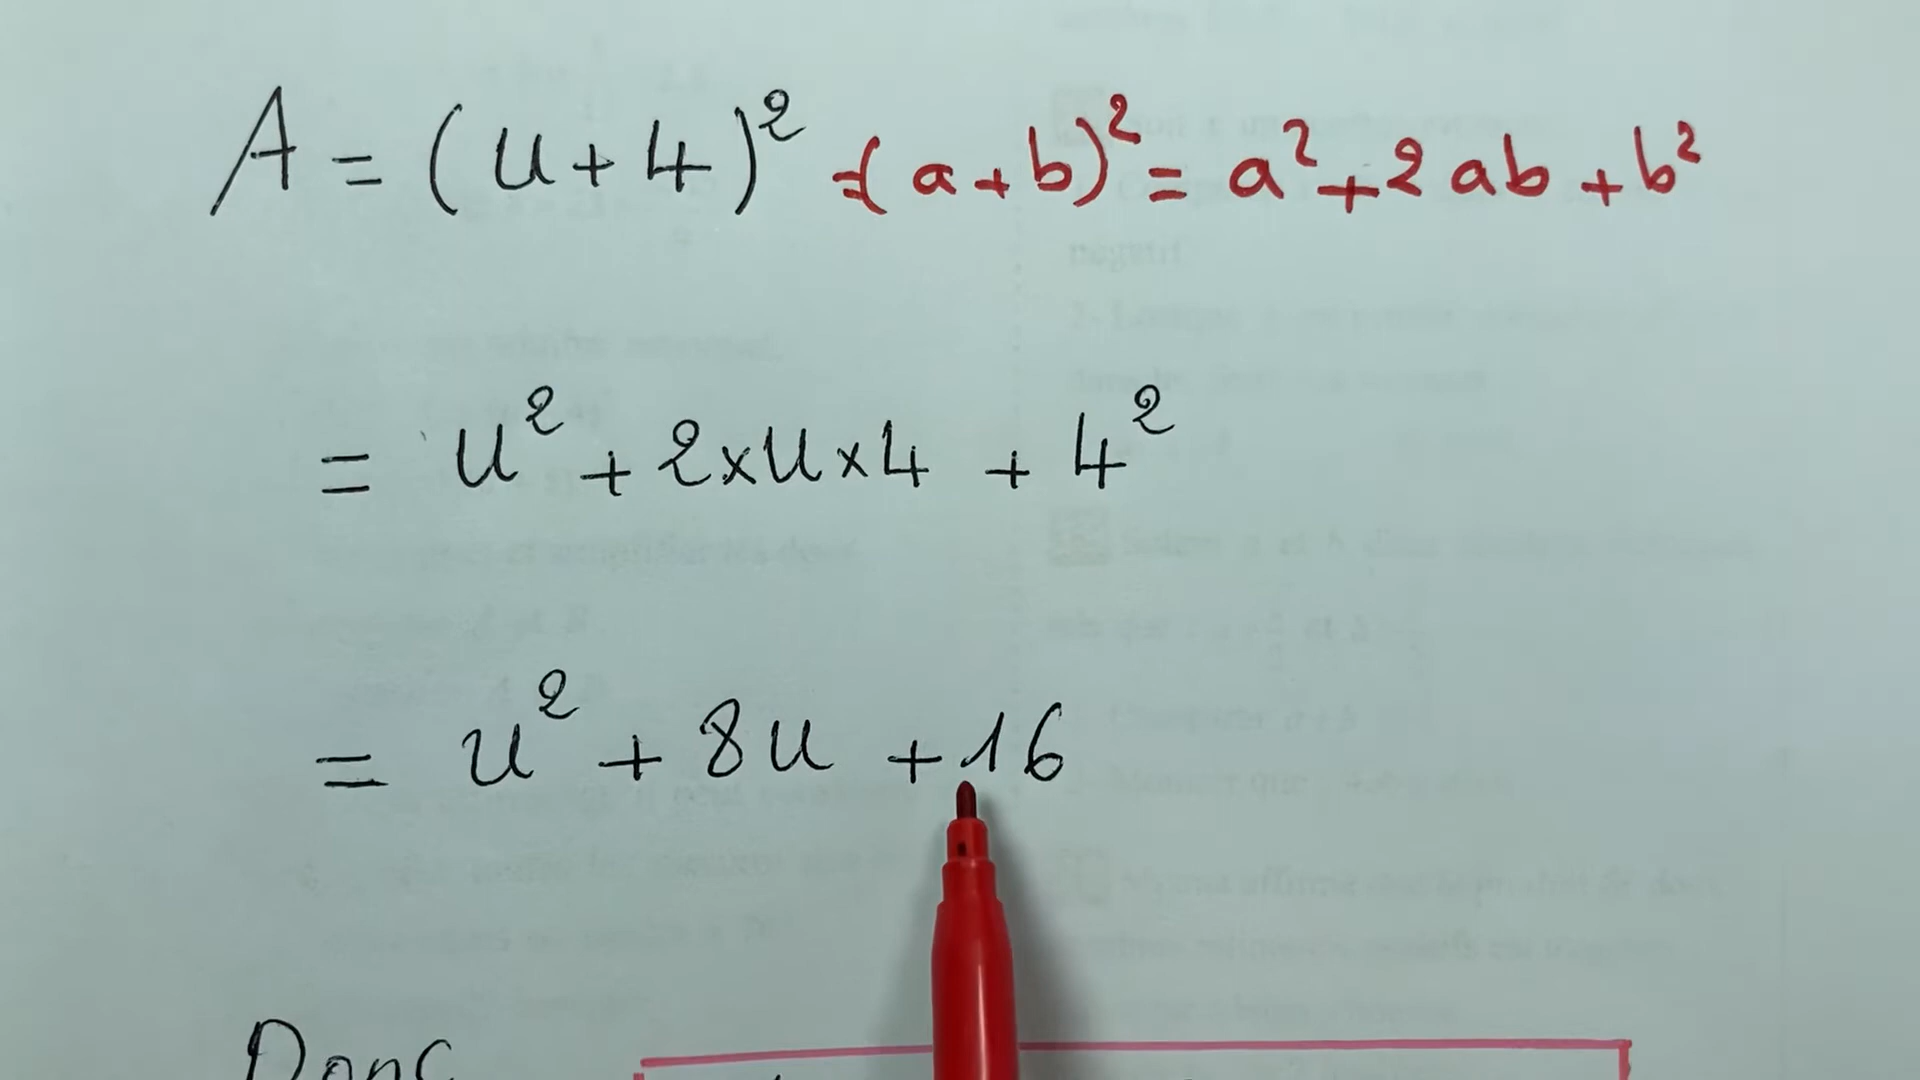 A = (u+4)² =(a+b)² = a²+2ab+b²
= u² + 2×u×4 + 4²
= u² + 8u +16
Donc